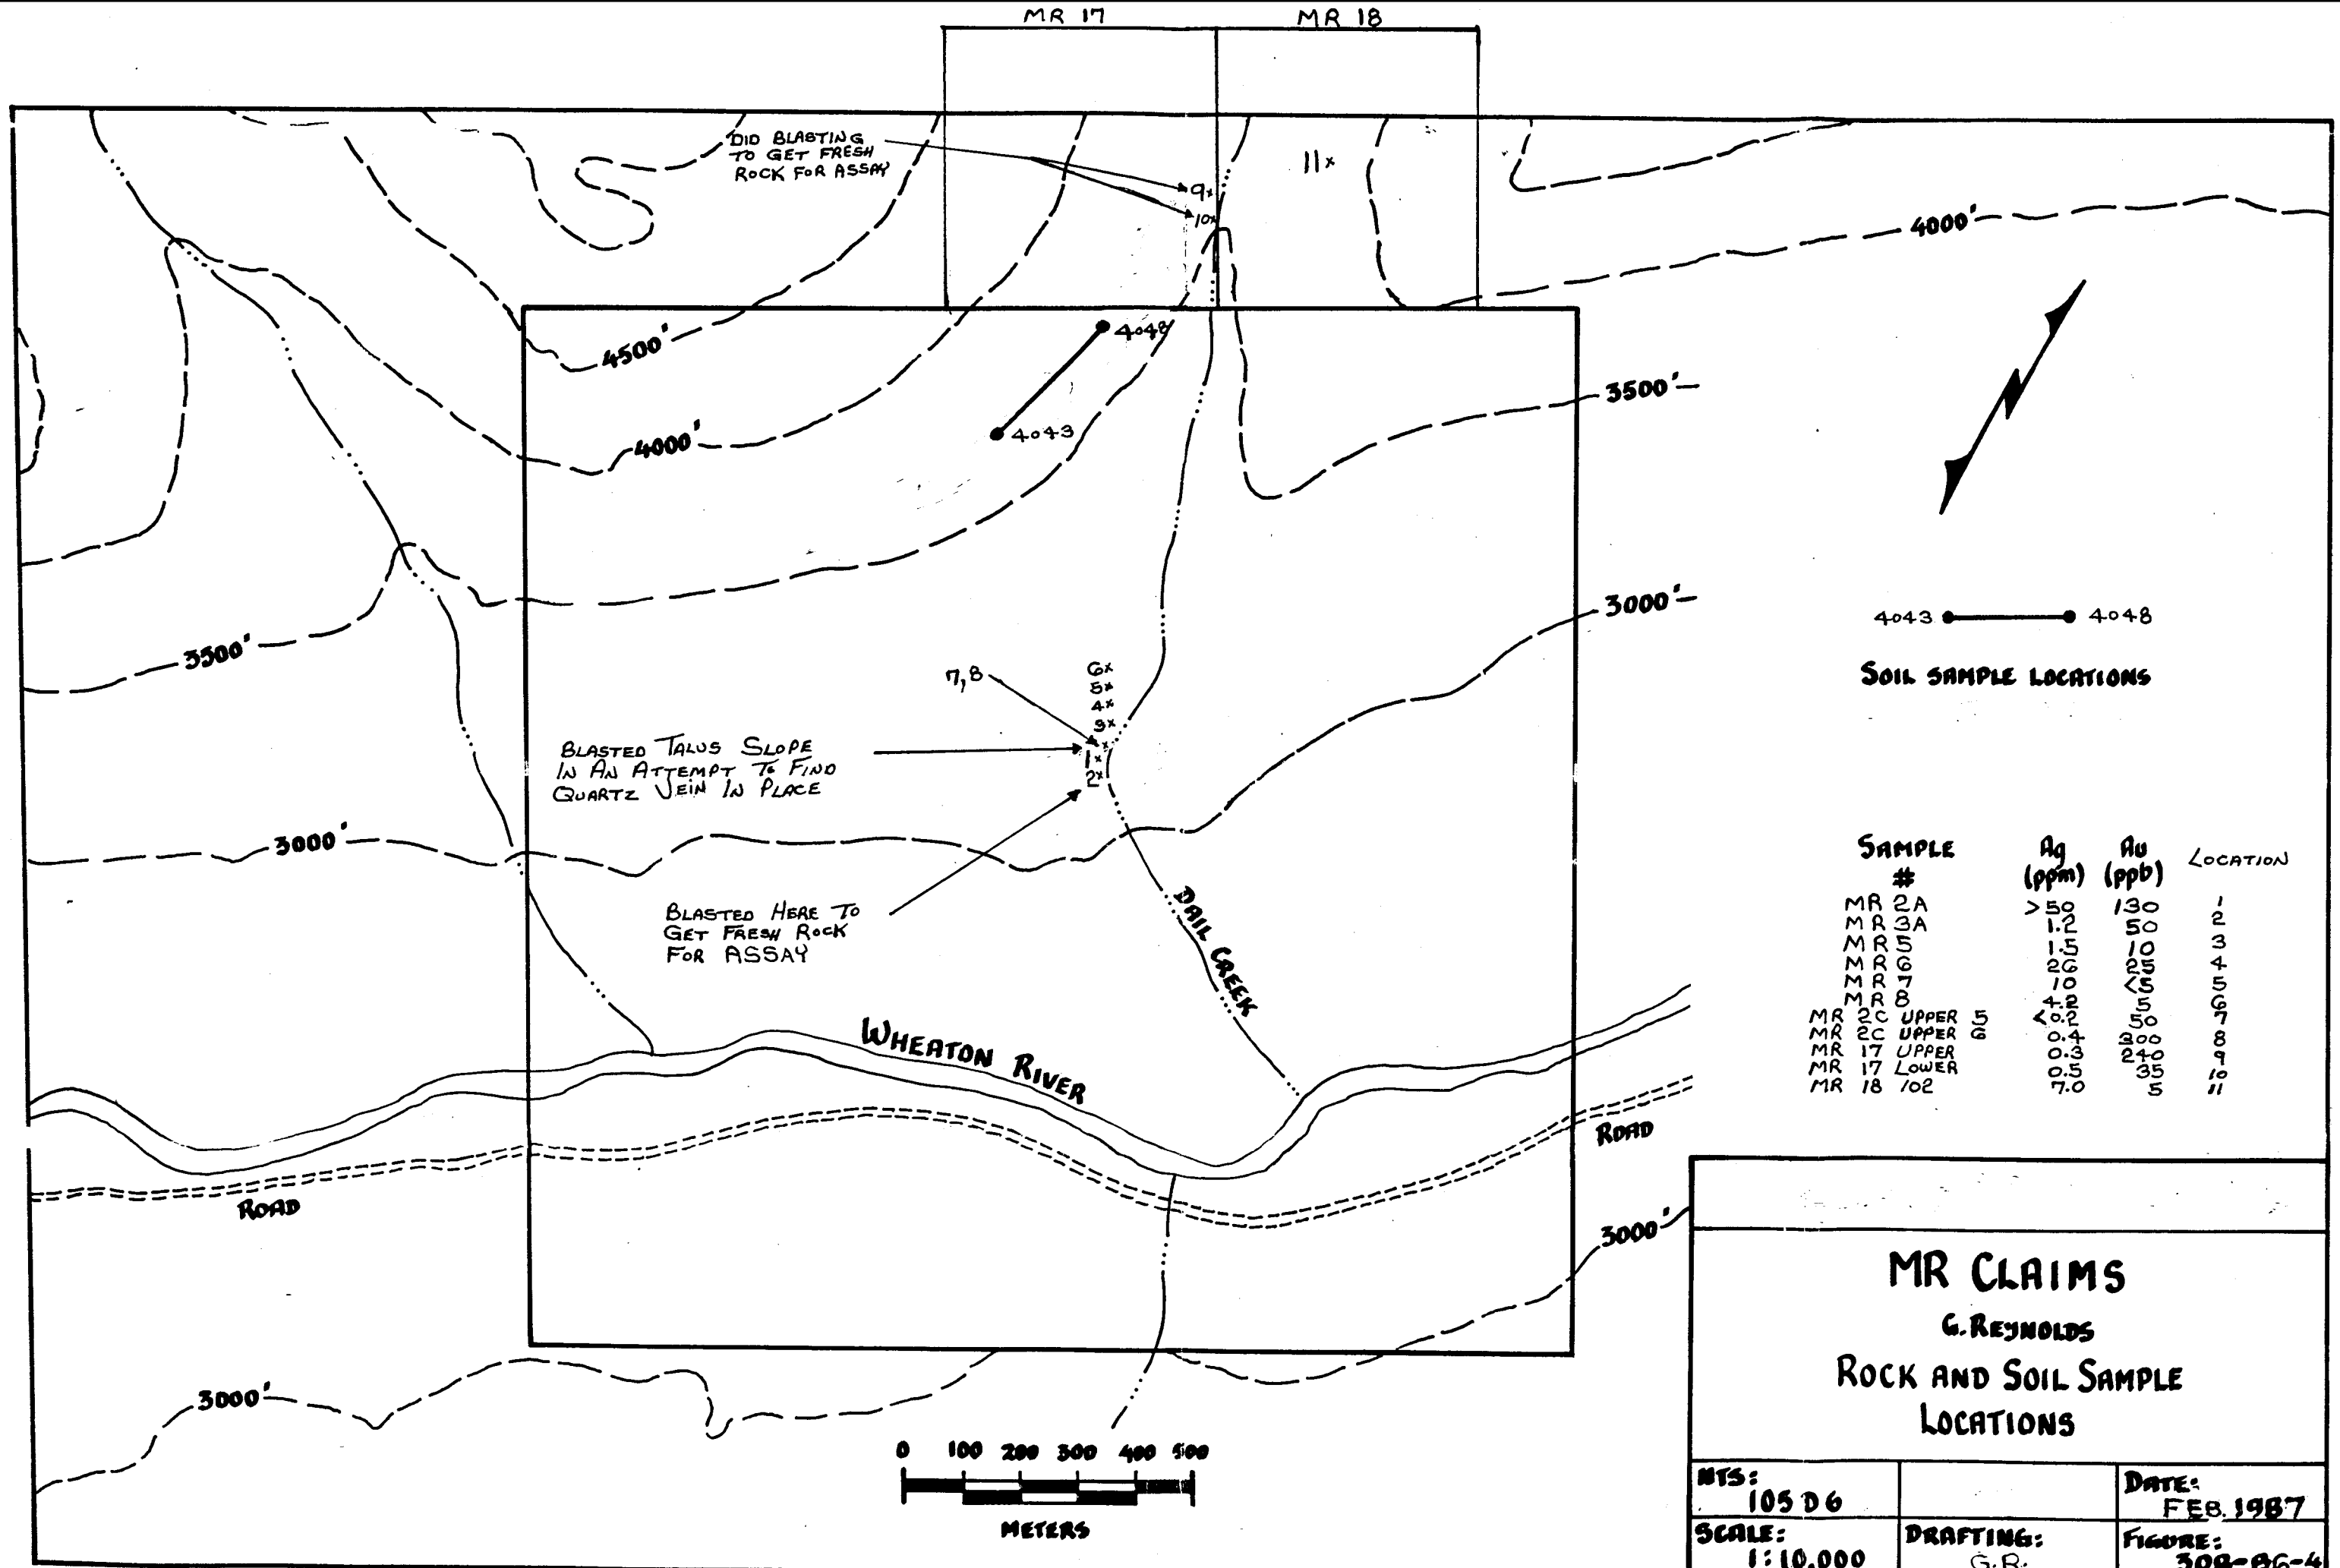 MR 17
MR 18
DID BLASTING
TO GET FRESH
ROCK FOR ASSAY
9x
10x
11x
4000'
4500'
4048
4043
4000'
3500'
3500'
3000'
4043 4048
SOIL SAMPLE LOCATIONS
7,8
6x
5x
4x
3x
x
1x
2x
BLASTED TALUS SLOPE
IN AN ATTEMPT TO FIND
QUARTZ VEIN IN PLACE
3000'
BLASTED HERE TO
GET FRESH ROCK
FOR ASSAY
DAIL CREEK
WHEATON RIVER
SAMPLE # Ag (ppm) Au (ppb) LOCATION
MR 2A >50 130 1
MR 3A 1.2 50 2
MR 5 1.5 10 3
MR 6 26 25 4
MR 7 10 <5 5
MR 8 4.2 5 6
MR 2C UPPER 5 <0.2 50 7
MR 2C UPPER 6 0.4 300 8
MR 17 UPPER 0.3 240 9
MR 17 LOWER 0.5 35 10
MR 18 102 7.0 5 11
ROAD
ROAD
3000'
3000'
0 100 200 300 400 500
METERS
MR CLAIMS
G. REYNOLDS
ROCK AND SOIL SAMPLE
LOCATIONS
NTS:
105 D 6
DATE:
FEB. 1987
SCALE:
1:10,000
DRAFTING:
G.R.
FIGURE: